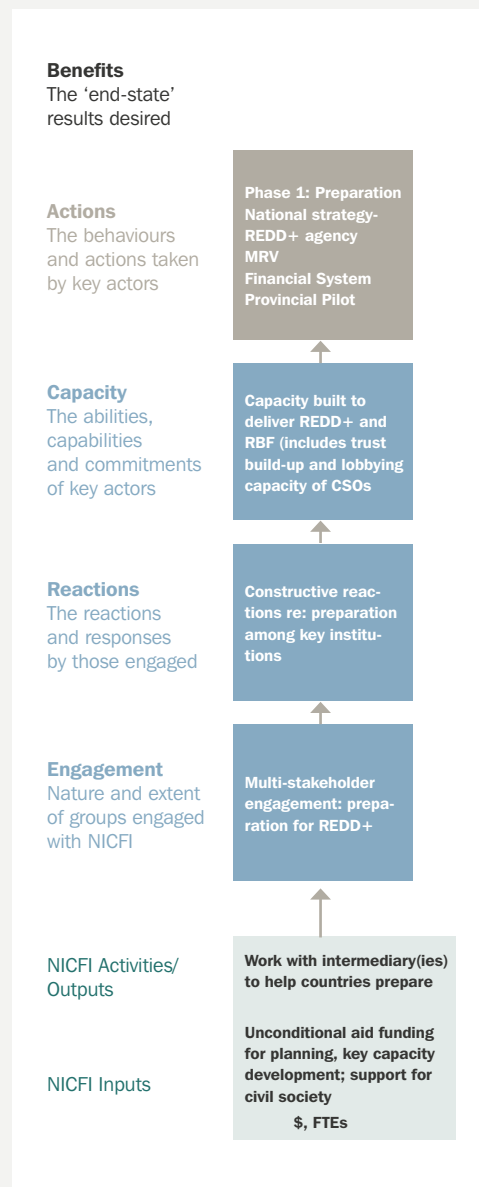 Benefits
The ‘end-state’
results desired
Actions
The behaviours
and actions taken
by key actors
Phase 1: Preparation
National strategy-
REDD+ agency
MRV
Financial System
Provincial Pilot
Capacity
The abilities,
capabilities
and commitments
of key actors
Capacity built to
deliver REDD+ and
RBF (includes trust
build-up and lobbying
capacity of CSOs
Reactions
The reactions
and responses
by those engaged
Constructive reac-
tions re: preparation
among key institu-
tions
Engagement
Nature and extent
of groups engaged
with NICFI
Multi-stakeholder
engagement: prepa-
ration for REDD+
NICFI Activities/
Outputs
Work with intermediary(ies)
to help countries prepare
NICFI Inputs
Unconditional aid funding
for planning, key capacity
development; support for
civil society
$, FTEs